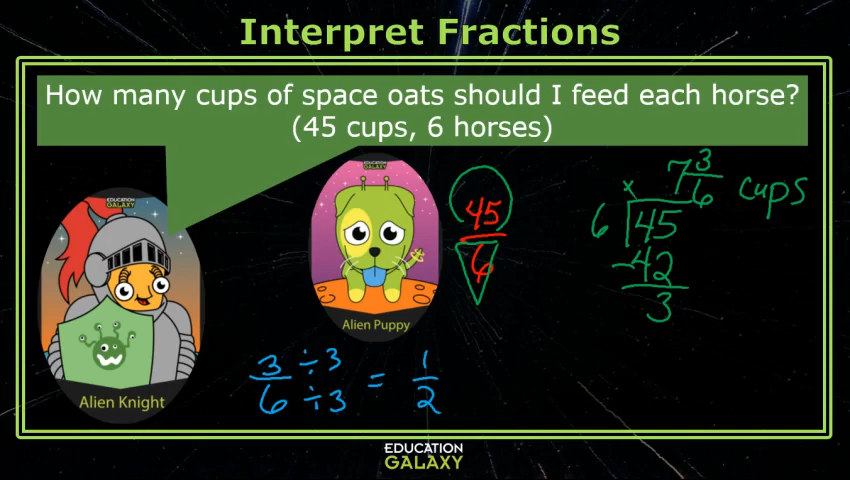 Interpret Fractions
How many cups of space oats should I feed each horse?
(45 cups, 6 horses)
EDUCATION
GALAXY
Alien Knight
EDUCATION
GALAXY
Alien Puppy
45
6
7 3/6 cups
x
6 45
-42
3
3 ÷3 = 1
6 ÷3 2
EDUCATION
GALAXY